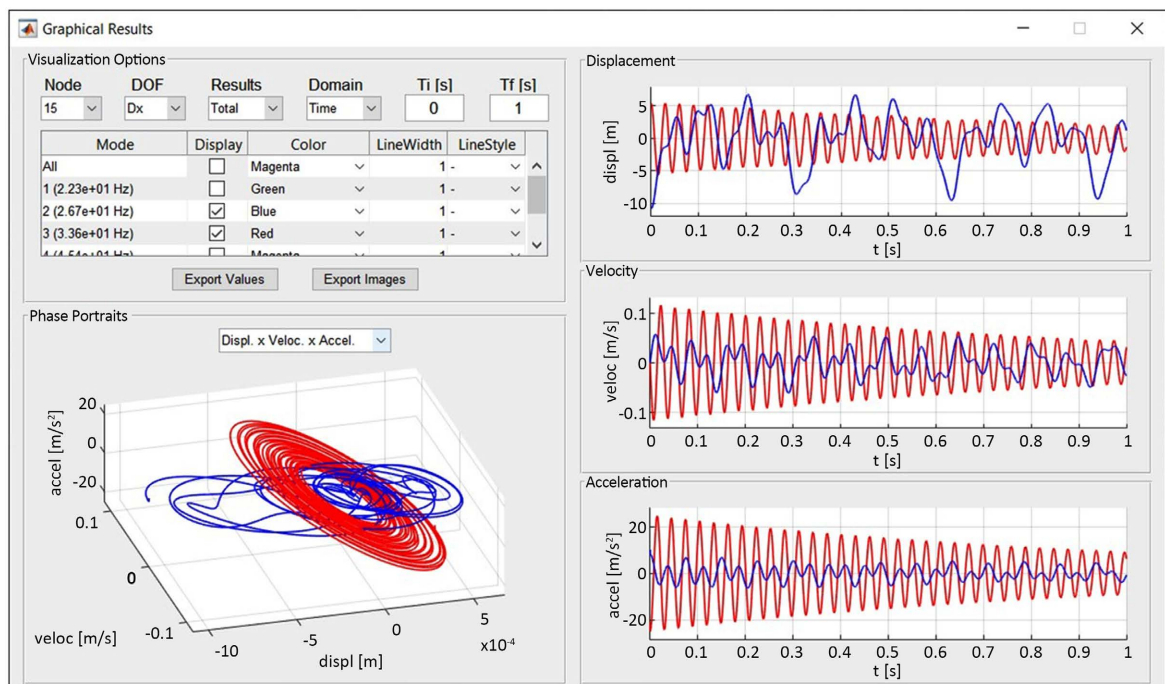 Graphical Results
Visualization Options
Node DOF Results Domain Ti [s] Tf [s]
15 Dx Total Time 0 1
Mode Display Color LineWidth LineStyle
All Magenta 1 -
1 (2.23e+01 Hz) Green 1 -
2 (2.67e+01 Hz) Blue 1 -
3 (3.36e+01 Hz) Red 1 -
4 (4.54e+01 Hz) Magenta 1 -
Export Values Export Images
Phase Portraits
Displ. x Veloc. x Accel.
20
0
-20
accel [m/s²]
0.1
0
-0.1
veloc [m/s]
-10 -5 0 5
x10⁻⁴
displ [m]
Displacement
5
0
-5
-10
displ [m]
0 0.1 0.2 0.3 0.4 0.5 0.6 0.7 0.8 0.9 1
t [s]
Velocity
0.1
0
-0.1
veloc [m/s]
0 0.1 0.2 0.3 0.4 0.5 0.6 0.7 0.8 0.9 1
t [s]
Acceleration
20
0
-20
accel [m/s²]
0 0.1 0.2 0.3 0.4 0.5 0.6 0.7 0.8 0.9 1
t [s]